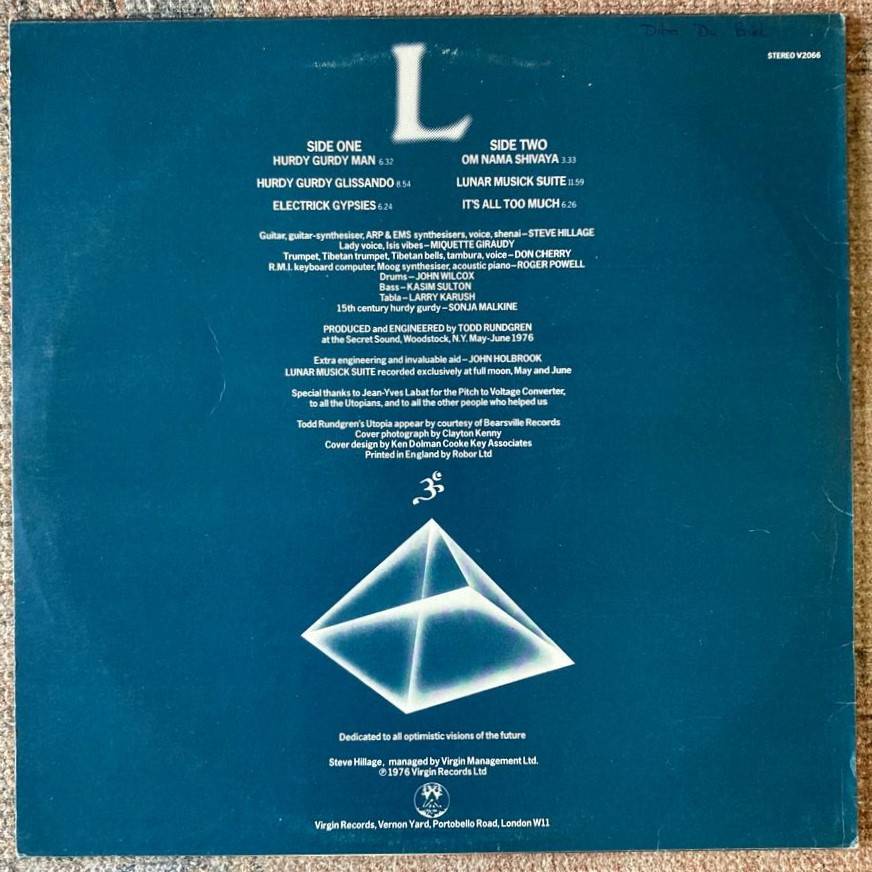 STEREO V2066
L
SIDE ONE
HURDY GURDY MAN 6.32
HURDY GURDY GLISSANDO 8.54
ELECTRICK GYPSIES 6.24
SIDE TWO
OM NAMA SHIVAYA 3.33
LUNAR MUSICK SUITE 11.59
IT'S ALL TOO MUCH 6.26
Guitar, guitar-synthesiser, ARP & EMS synthesisers, voice, shenai–STEVE HILLAGE
Lady voice, Isis vibes–MIQUETTE GIRAUDY
Trumpet, Tibetan trumpet, Tibetan bells, tambura, voice–DON CHERRY
R.M.I. keyboard computer, Moog synthesiser, acoustic piano–ROGER POWELL
Drums–JOHN WILCOX
Bass–KASIM SULTON
Tabla–LARRY KARUSH
15th century hurdy gurdy–SONJA MALKINE
PRODUCED and ENGINEERED by TODD RUNDGREN
at the Secret Sound, Woodstock, N.Y. May-June 1976
Extra engineering and invaluable aid–JOHN HOLBROOK
LUNAR MUSICK SUITE recorded exclusively at full moon, May and June
Special thanks to Jean-Yves Labat for the Pitch to Voltage Converter,
to all the Utopians, and to all the other people who helped us
Todd Rundgren's Utopia appear by courtesy of Bearsville Records
Cover photograph by Clayton Kenny
Cover design by Ken Dolman Cooke Key Associates
Printed in England by Robor Ltd
ॐ
Dedicated to all optimistic visions of the future
Steve Hillage, managed by Virgin Management Ltd.
℗ 1976 Virgin Records Ltd
Virgin Records, Vernon Yard, Portobello Road, London W11